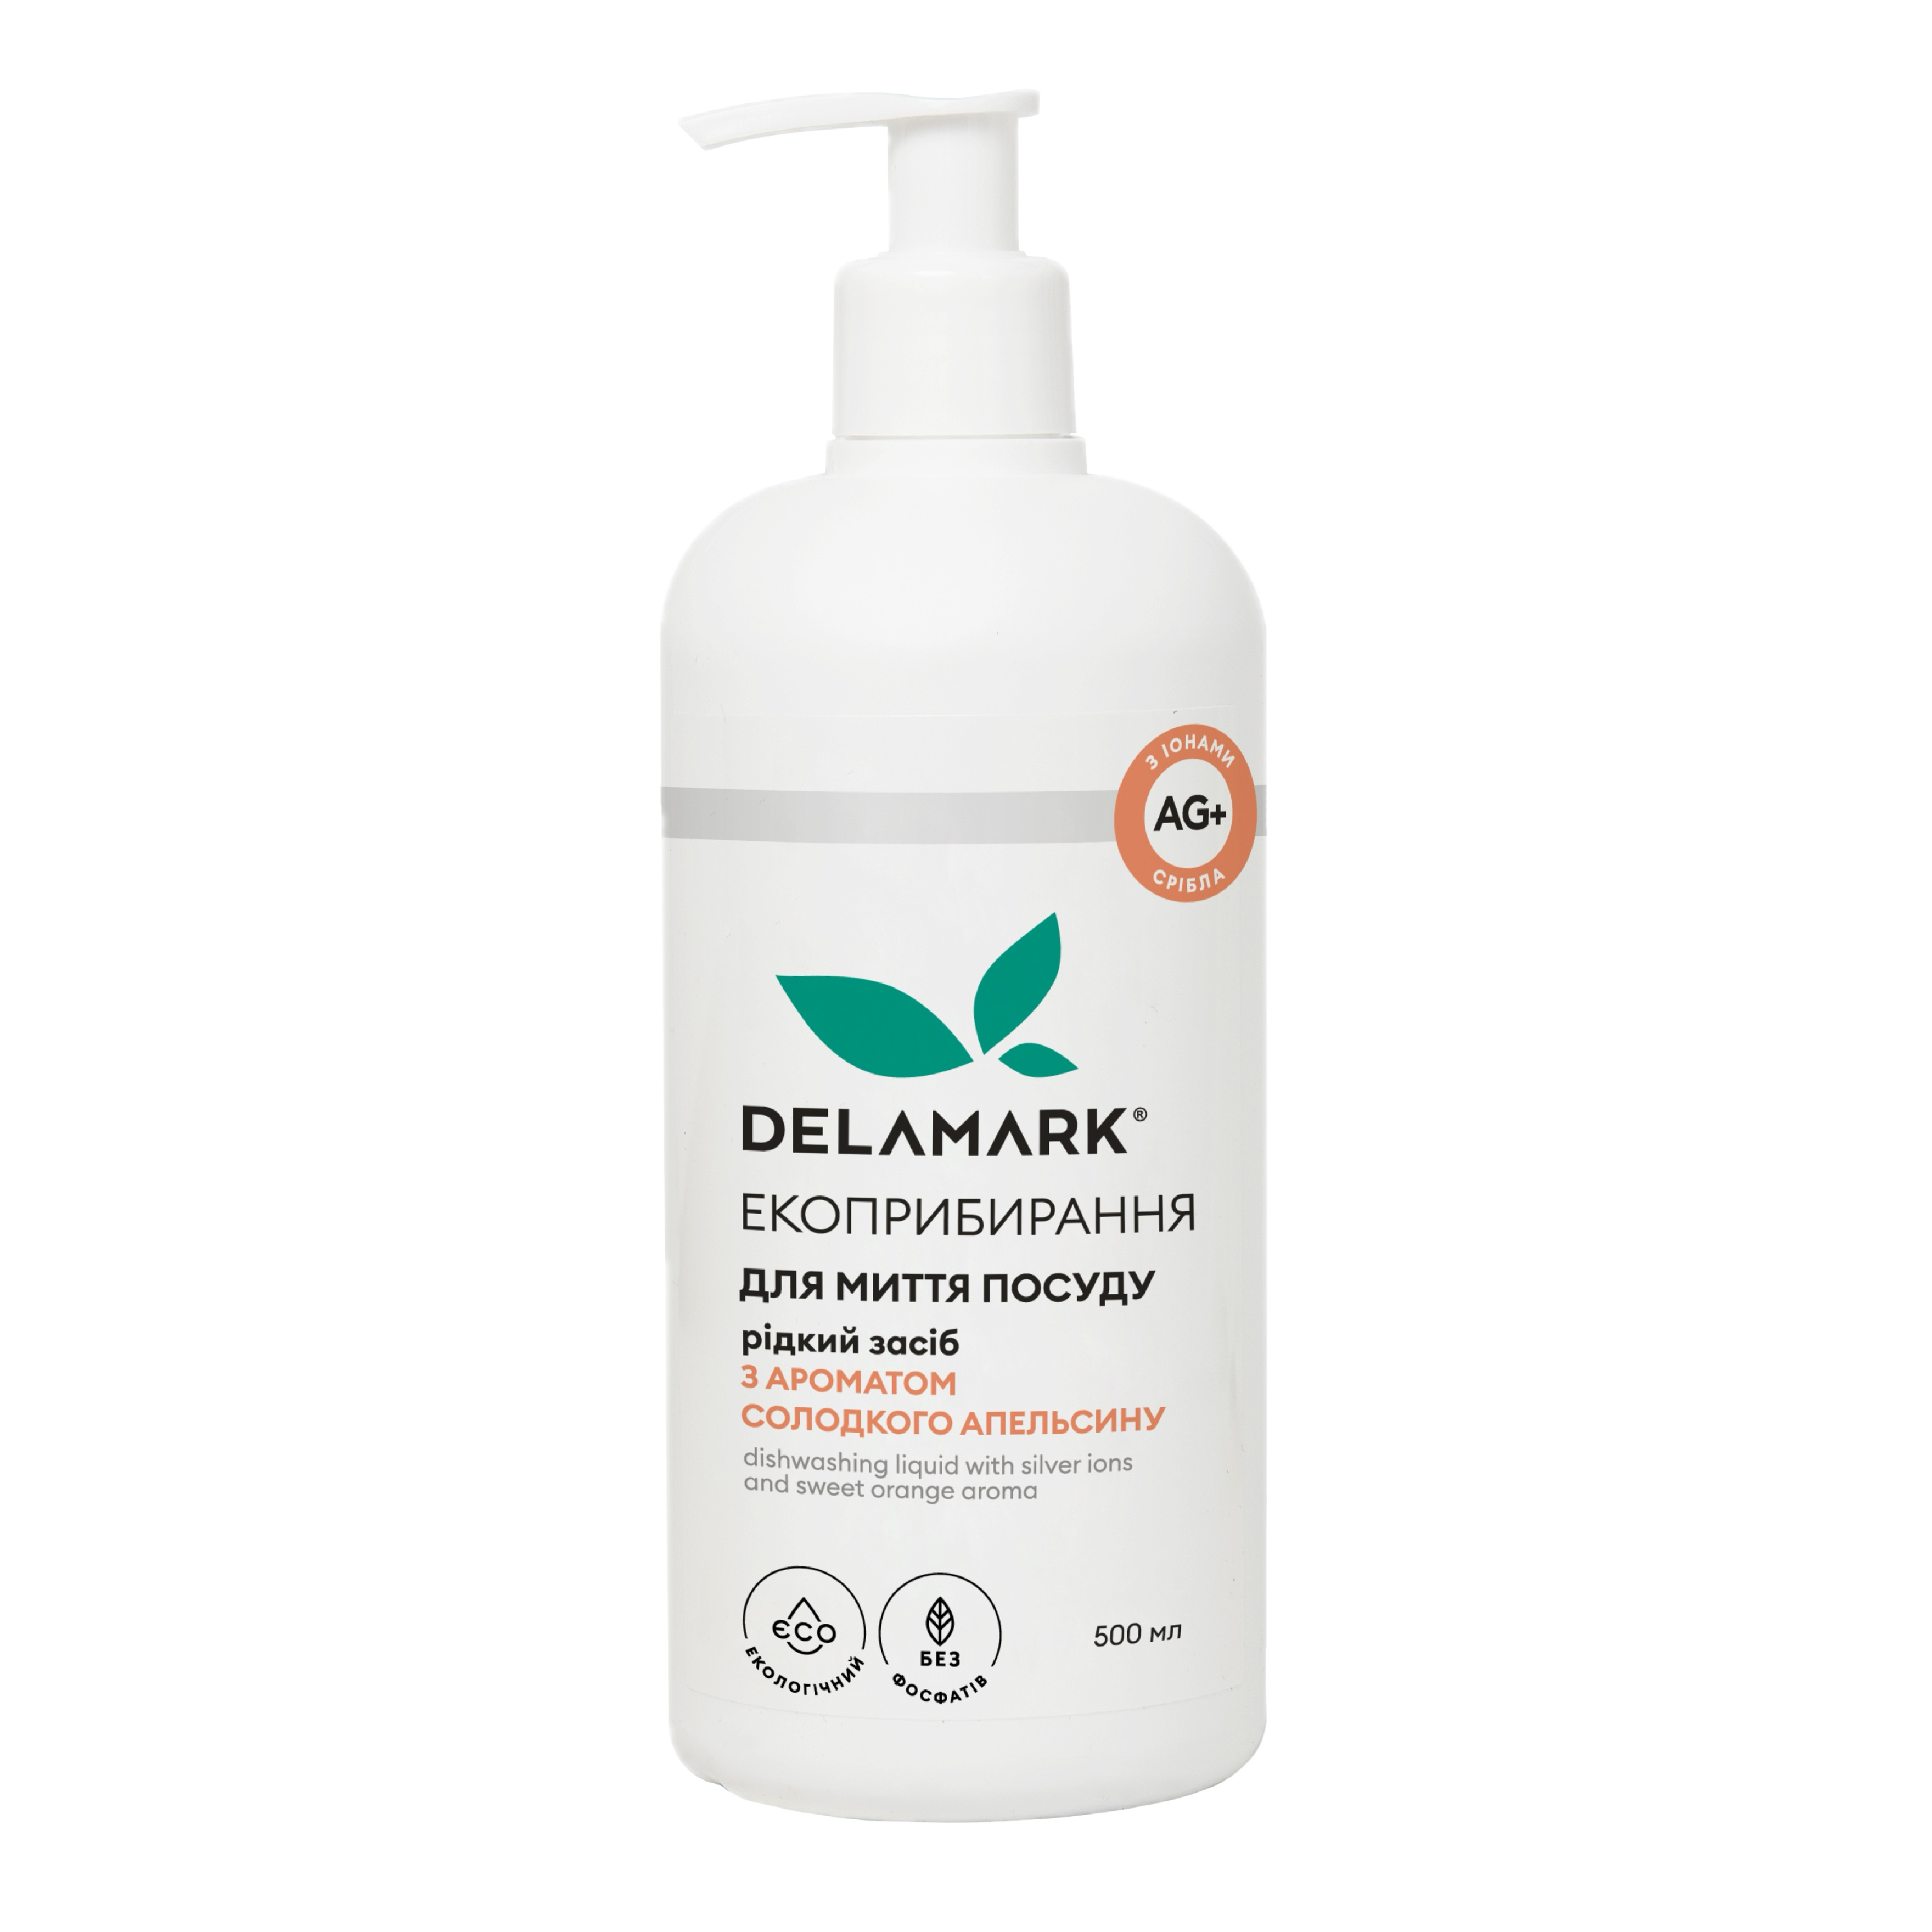 З ІОНАМИ
AG+
СРІБЛА
DELAMARK®
ЕКОПРИБИРАННЯ
ДЛЯ МИТТЯ ПОСУДУ
рідкий засіб
З АРОМАТОМ
СОЛОДКОГО АПЕЛЬСИНУ
dishwashing liquid with silver ions
and sweet orange aroma
ЄCO
ЕКОЛОГІЧНИЙ
БЕЗ
ФОСФАТІВ
500 мл